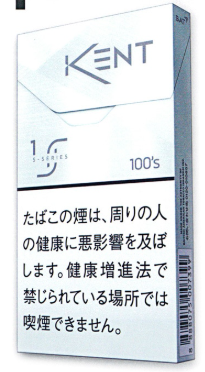 KENT
1
S-SERIES
100's
たばこの煙は、周りの人
の健康に悪影響を及ぼ
します。健康増進法で
禁じられている場所では
喫煙できません。